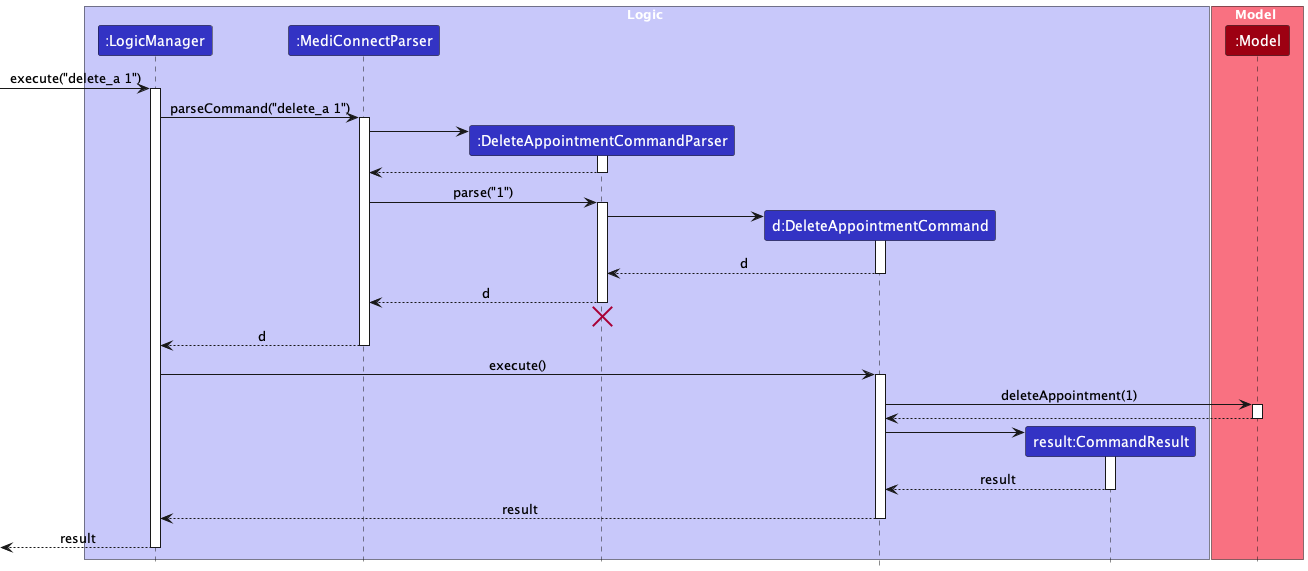 Logic
Model
:LogicManager
:MediConnectParser
:Model
execute("delete_a 1")
parseCommand("delete_a 1")
:DeleteAppointmentCommandParser
parse("1")
d:DeleteAppointmentCommand
d
d
d
execute()
deleteAppointment(1)
result:CommandResult
result
result
result